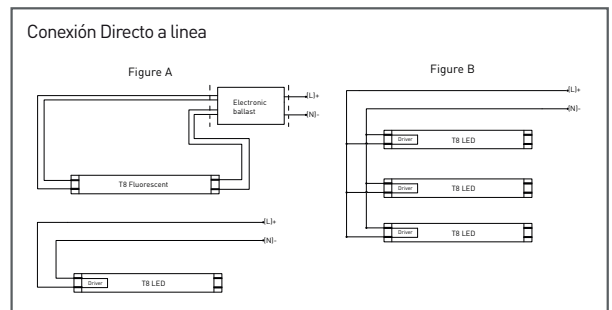 Conexión Directo a linea
Figure A
Electronic
ballast
(L)+
(N)-
T8 Fluorescent
(L)+
(N)-
Driver
T8 LED
Figure B
(L)+
(N)-
Driver
T8 LED
Driver
T8 LED
Driver
T8 LED